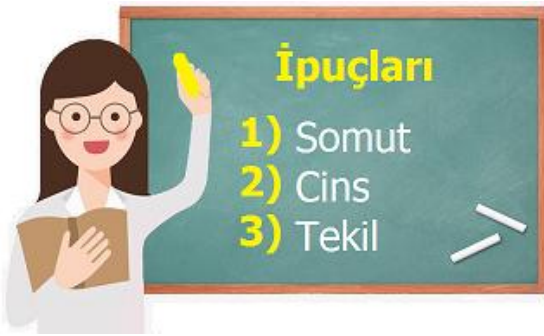 İpuçları
1) Somut
2) Cins
3) Tekil